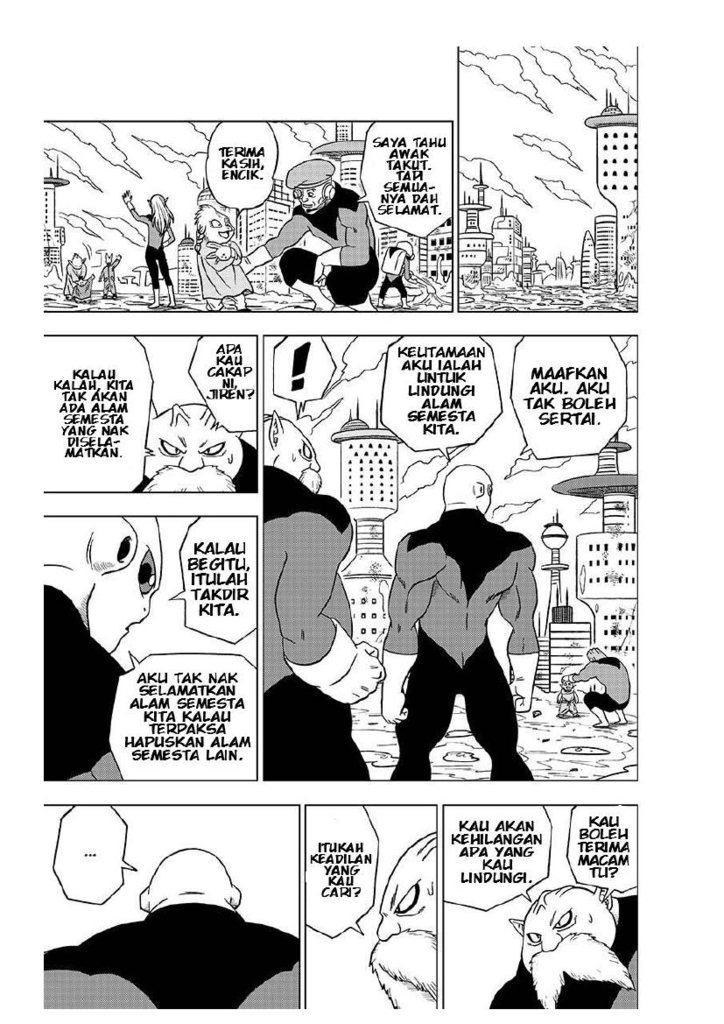 SAYA TAHU
AWAK
TAKUT.
TAPI
SEMUA-
NYA DAH
SELAMAT.
TERIMA
KASIH,
ENCIK.
MAAFKAN
AKU. AKU
TAK BOLEH
SERTAI.
KEUTAMAAN
AKU IALAH
UNTUK
LINDUNGI
ALAM
SEMESTA
KITA.
!
APA
KAU
CAKAP
NI,
JIREN?
KALAU
KALAH, KITA
TAK AKAN
ADA ALAM
SEMESTA
YANG NAK
DISELA-
MATKAN.
KALAU
BEGITU,
ITULAH
TAKDIR
KITA.
AKU TAK NAK
SELAMATKAN
ALAM SEMESTA
KITA KALAU
TERPAKSA
HAPUSKAN ALAM
SEMESTA LAIN.
KAU
BOLEH
TERIMA
MACAM
TU?
KAU AKAN
KEHILANGAN
APA YANG
KAU
LINDUNGI.
ITUKAH
KEADILAN
YANG
KAU
CARI?
...